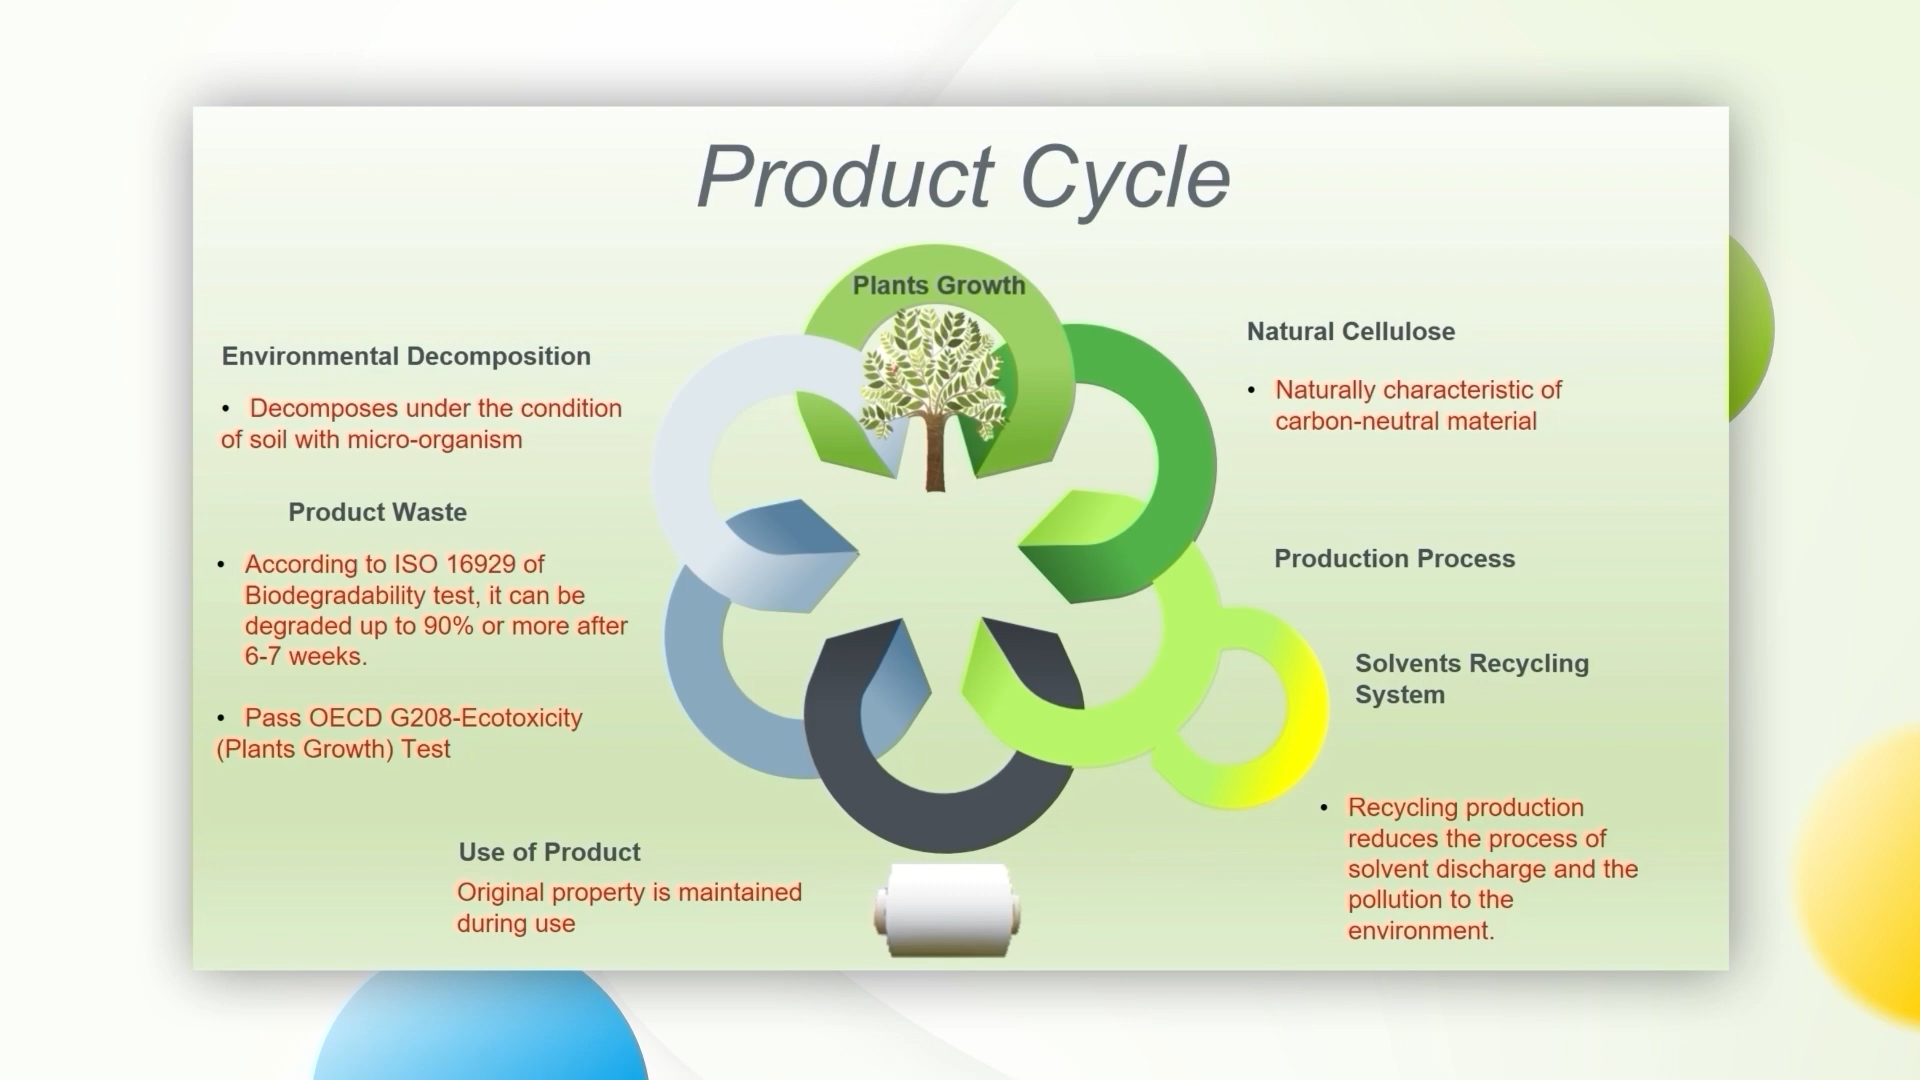 Product Cycle
Plants Growth
Natural Cellulose
• Naturally characteristic of
carbon-neutral material
Production Process
Solvents Recycling
System
• Recycling production
reduces the process of
solvent discharge and the
pollution to the
environment.
Use of Product
Original property is maintained
during use
Product Waste
• According to ISO 16929 of
Biodegradability test, it can be
degraded up to 90% or more after
6-7 weeks.
• Pass OECD G208-Ecotoxicity
(Plants Growth) Test
Environmental Decomposition
• Decomposes under the condition
of soil with micro-organism